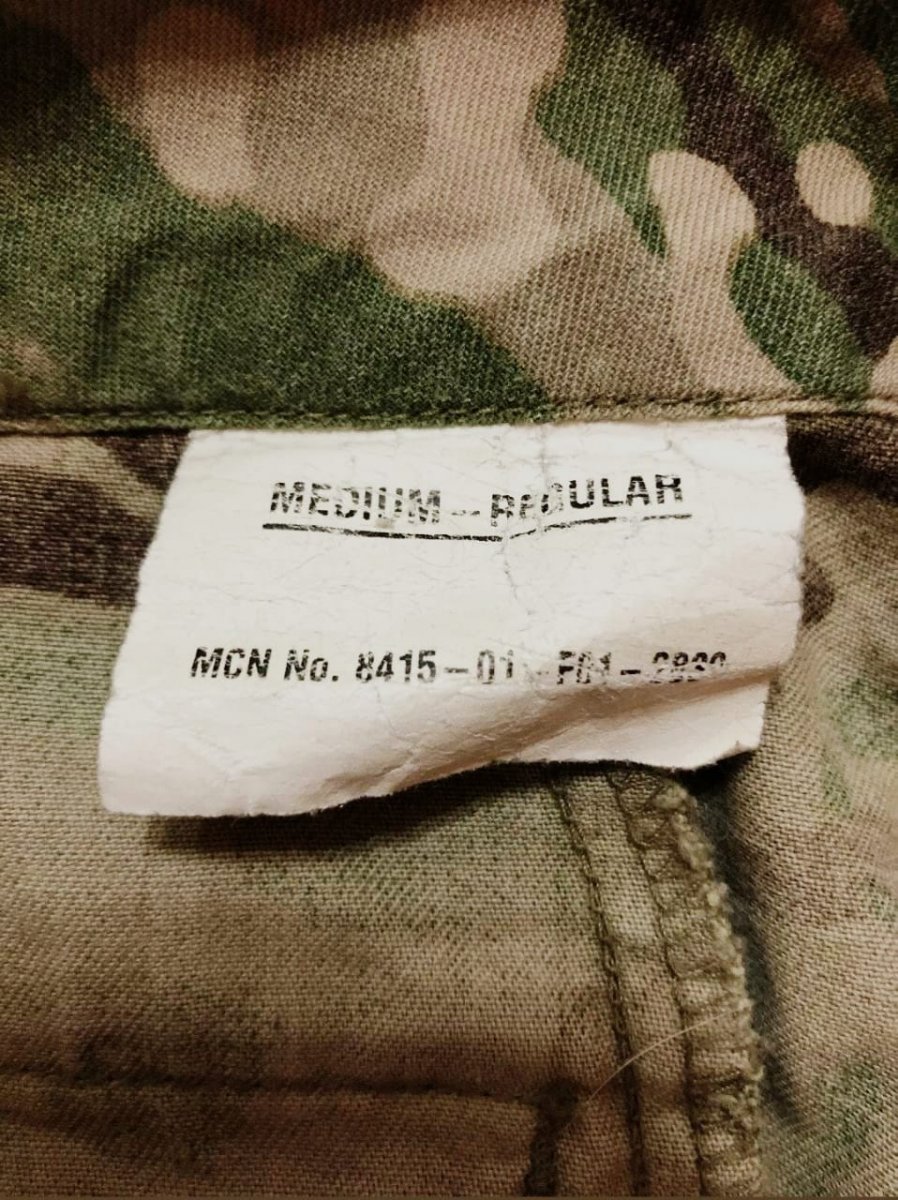 MEDIUM - REGULAR
MCN No. 8415-01-F01-